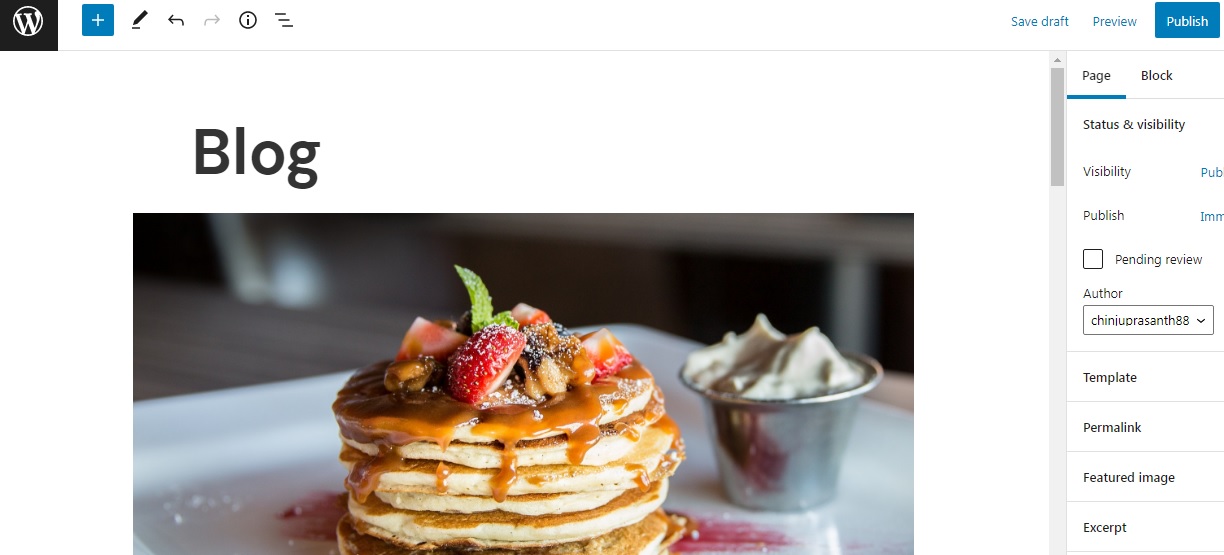 Save draft
Preview
Publish
Page
Block
Blog
Status & visibility
Visibility
Publ
Publish
Imm
Pending review
Author
chinjuprasanth88
Template
Permalink
Featured image
Excerpt